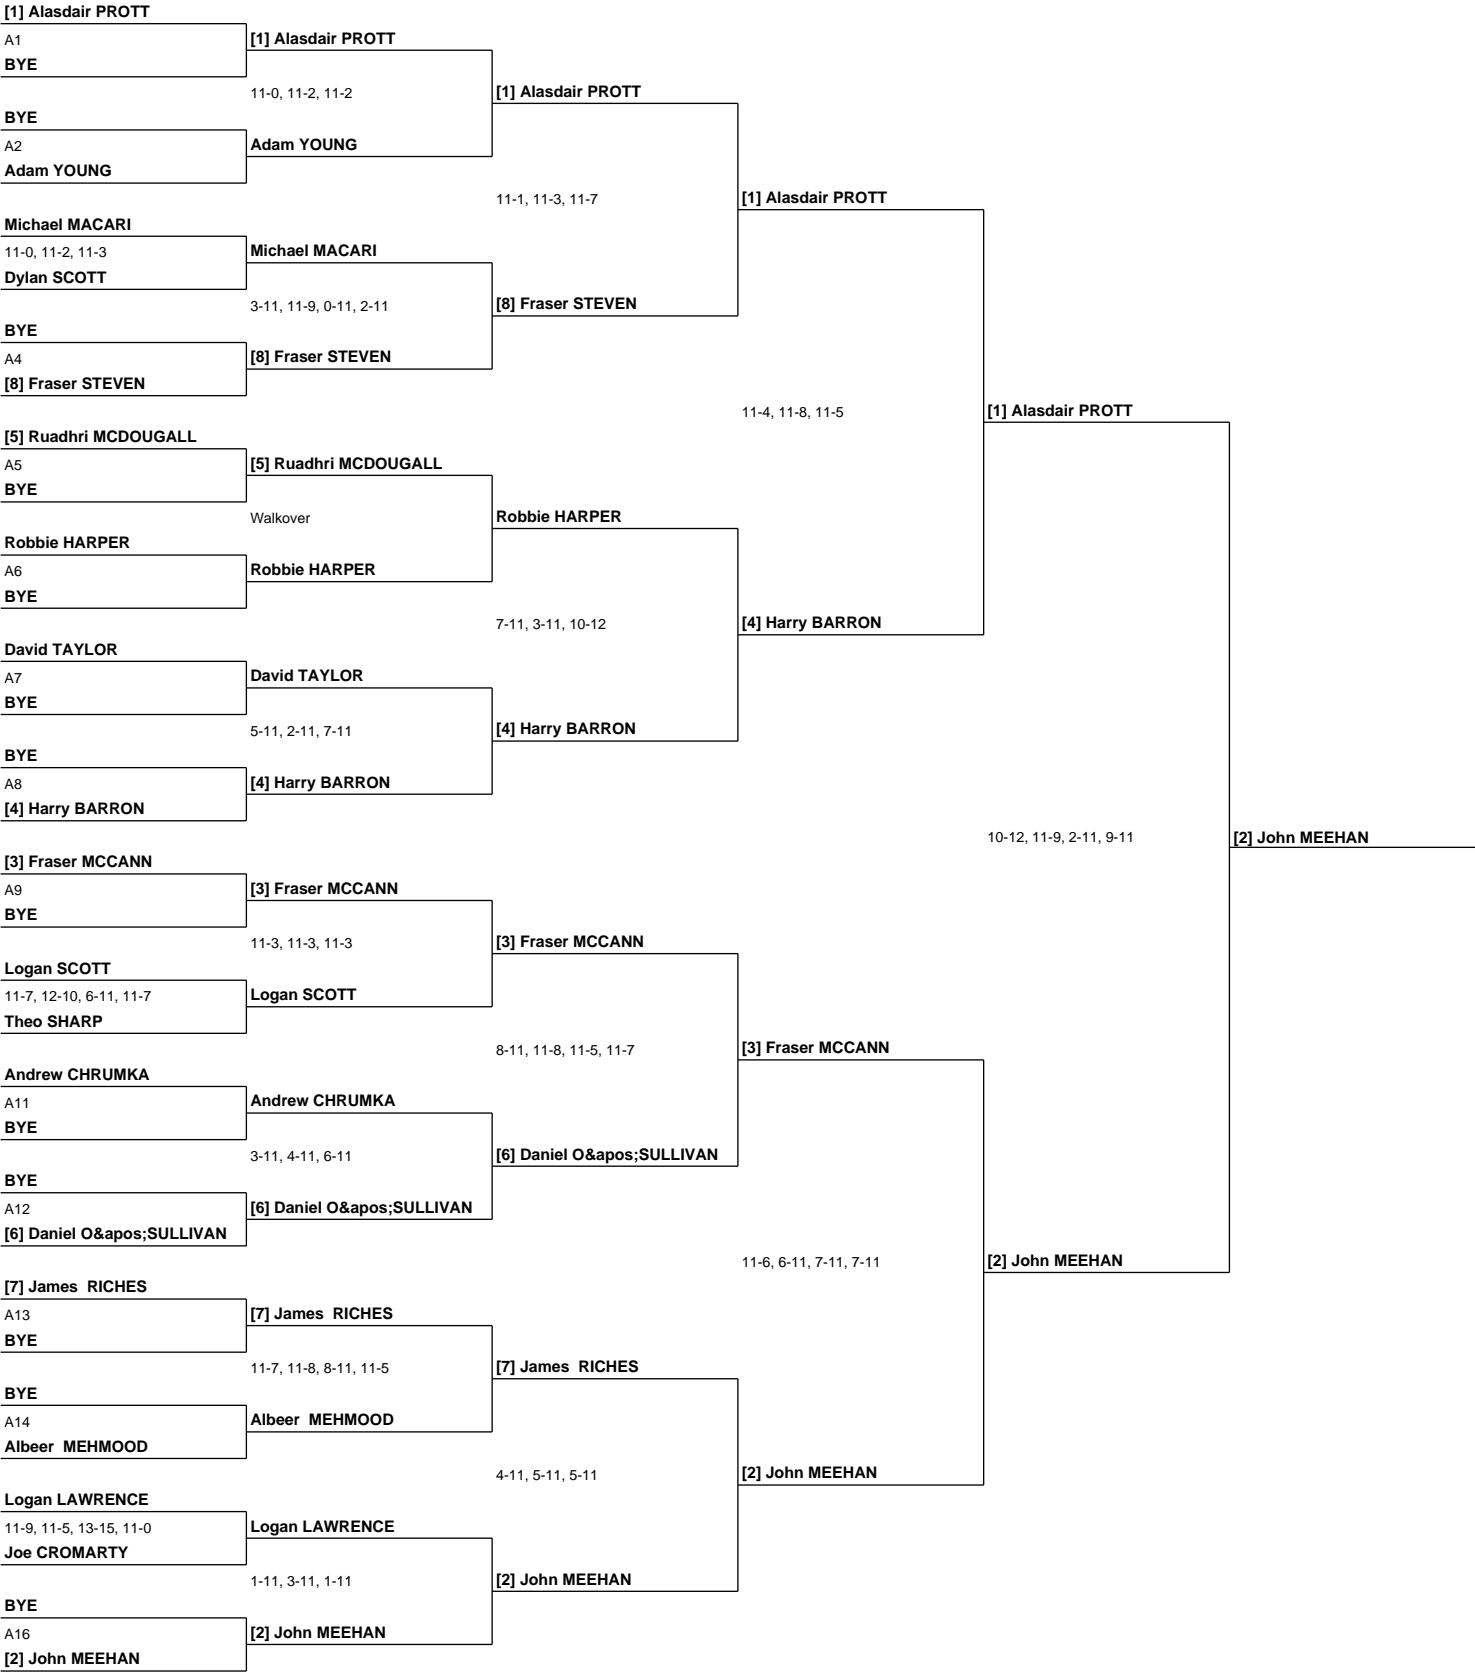 [1] Alasdair PROTT
A1
BYE
BYE
A2
Adam YOUNG
Michael MACARI
11-0, 11-2, 11-3
Dylan SCOTT
BYE
A4
[8] Fraser STEVEN
[5] Ruadhri MCDOUGALL
A5
BYE
Robbie HARPER
A6
BYE
David TAYLOR
A7
BYE
BYE
A8
[4] Harry BARRON
[3] Fraser MCCANN
A9
BYE
Logan SCOTT
11-7, 12-10, 6-11, 11-7
Theo SHARP
Andrew CHRUMKA
A11
BYE
BYE
A12
[6] Daniel O&apos;SULLIVAN
[7] James  RICHES
A13
BYE
BYE
A14
Albeer  MEHMOOD
Logan LAWRENCE
11-9, 11-5, 13-15, 11-0
Joe CROMARTY
BYE
A16
[2] John MEEHAN
[1] Alasdair PROTT
11-0, 11-2, 11-2
Adam YOUNG
Michael MACARI
3-11, 11-9, 0-11, 2-11
[8] Fraser STEVEN
[5] Ruadhri MCDOUGALL
Walkover
Robbie HARPER
David TAYLOR
5-11, 2-11, 7-11
[4] Harry BARRON
[3] Fraser MCCANN
11-3, 11-3, 11-3
Logan SCOTT
Andrew CHRUMKA
3-11, 4-11, 6-11
[6] Daniel O&apos;SULLIVAN
[7] James  RICHES
11-7, 11-8, 8-11, 11-5
Albeer  MEHMOOD
Logan LAWRENCE
1-11, 3-11, 1-11
[2] John MEEHAN
[1] Alasdair PROTT
11-1, 11-3, 11-7
[8] Fraser STEVEN
Robbie HARPER
7-11, 3-11, 10-12
[4] Harry BARRON
[3] Fraser MCCANN
8-11, 11-8, 11-5, 11-7
[6] Daniel O&apos;SULLIVAN
[7] James  RICHES
4-11, 5-11, 5-11
[2] John MEEHAN
[1] Alasdair PROTT
11-4, 11-8, 11-5
[4] Harry BARRON
[3] Fraser MCCANN
11-6, 6-11, 7-11, 7-11
[2] John MEEHAN
[1] Alasdair PROTT
10-12, 11-9, 2-11, 9-11
[2] John MEEHAN
[2] John MEEHAN